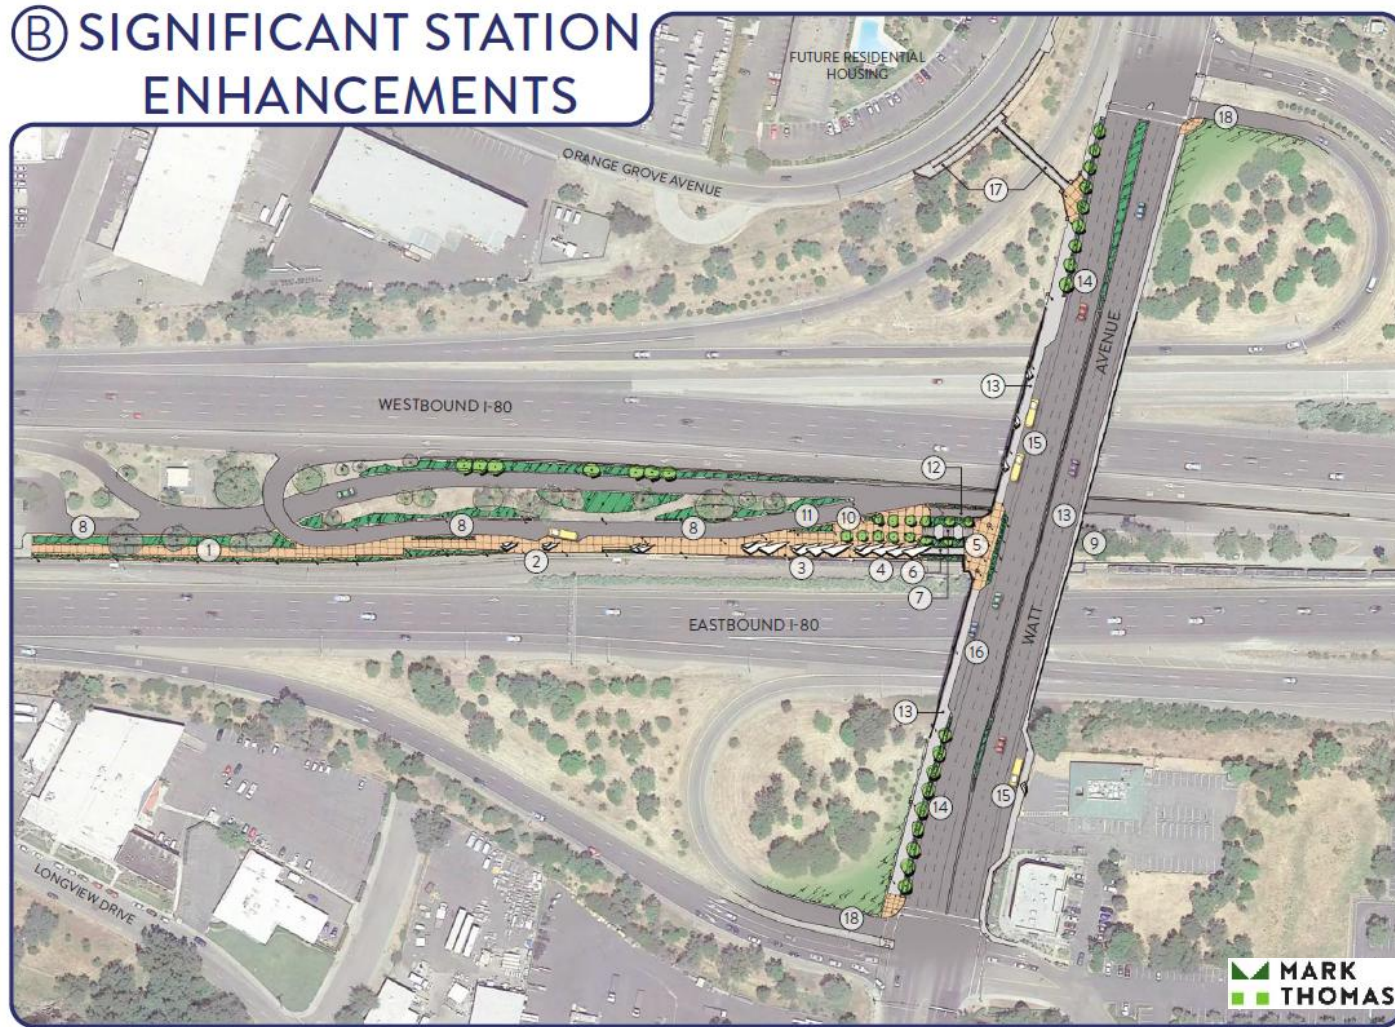 B SIGNIFICANT STATION
ENHANCEMENTS
FUTURE RESIDENTIAL
HOUSING
18
ORANGE GROVE AVENUE
17
14
AVENUE
13
WESTBOUND I-80
15
12
8
8
8
11
10
13
1
2
3
4
6
5
9
7
EASTBOUND I-80
WATT
16
13
15
14
LONGVIEW DRIVE
18
MARK
THOMAS